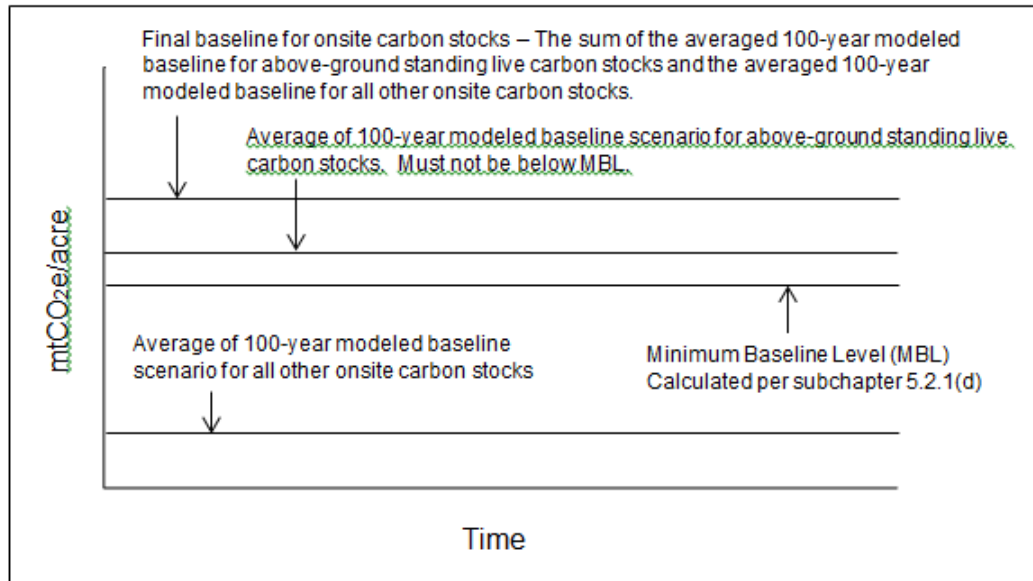 Final baseline for onsite carbon stocks – The sum of the averaged 100-year modeled
baseline for above-ground standing live carbon stocks and the averaged 100-year
modeled baseline for all other onsite carbon stocks.
Average of 100-year modeled baseline scenario for above-ground standing live
carbon stocks. Must not be below MBL.
mtCO2e/acre
Average of 100-year modeled baseline
scenario for all other onsite carbon stocks
Minimum Baseline Level (MBL)
Calculated per subchapter 5.2.1(d)
Time